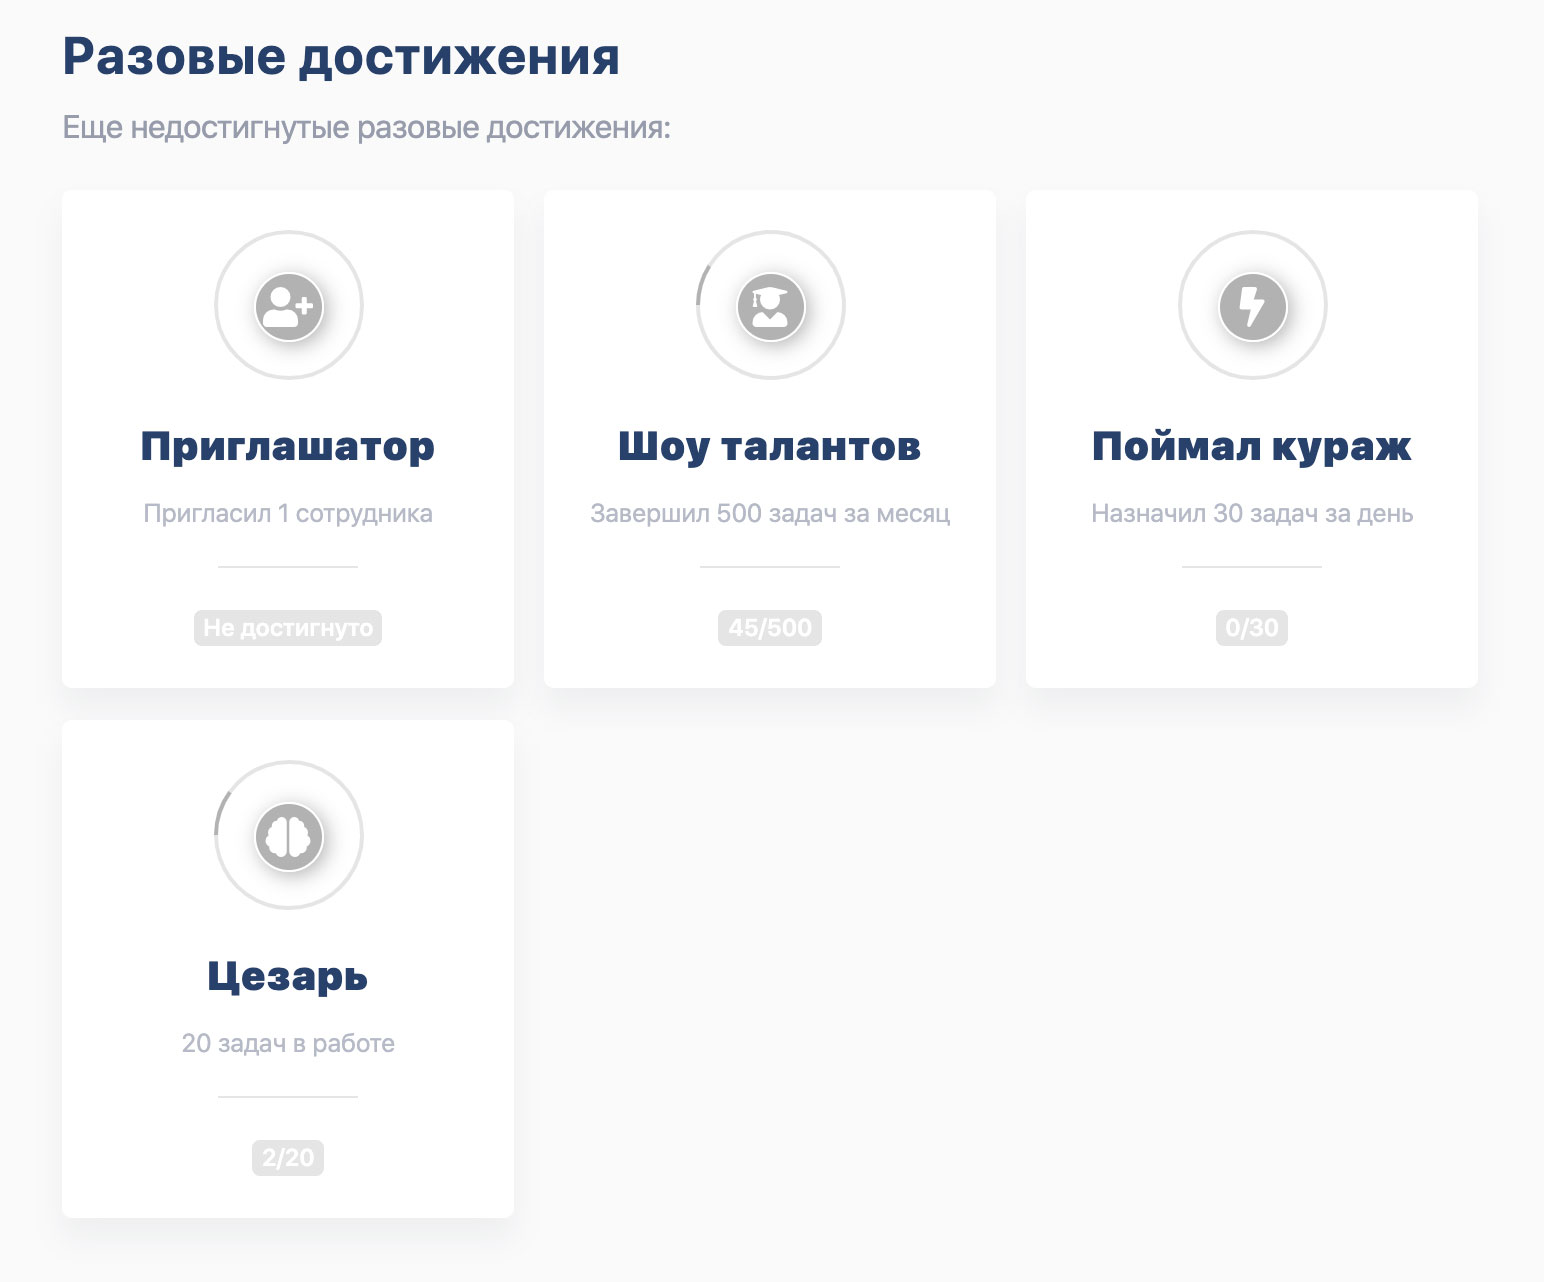 Разовые достижения
Еще недостигнутые разовые достижения:
Приглашатор
Пригласил 1 сотрудника
Не достигнуто
Шоу талантов
Завершил 500 задач за месяц
45/500
Поймал кураж
Назначил 30 задач за день
0/30
Цезарь
20 задач в работе
2/20